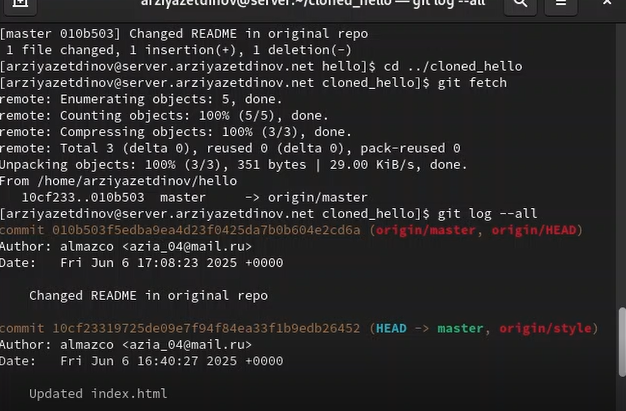 arziyazetdinov@server:~/cloned_hello — git log --all
[master 010b503] Changed README in original repo
1 file changed, 1 insertion(+), 1 deletion(-)
[arziyazetdinov@server.arziyazetdinov.net hello]$ cd ../cloned_hello
[arziyazetdinov@server.arziyazetdinov.net cloned_hello]$ git fetch
remote: Enumerating objects: 5, done.
remote: Counting objects: 100% (5/5), done.
remote: Compressing objects: 100% (3/3), done.
remote: Total 3 (delta 0), reused 0 (delta 0), pack-reused 0
Unpacking objects: 100% (3/3), 351 bytes | 29.00 KiB/s, done.
From /home/arziyazetdinov/hello
10cf233..010b503  master     -> origin/master
[arziyazetdinov@server.arziyazetdinov.net cloned_hello]$ git log --all
commit 010b503f5edba9ea4d23f0425da7b0b604e2cd6a (origin/master, origin/HEAD)
Author: almazco <azia_04@mail.ru>
Date:   Fri Jun 6 17:08:23 2025 +0000
Changed README in original repo
commit 10cf23319725de09e7f94f84ea33f1b9edb26452 (HEAD -> master, origin/style)
Author: almazco <azia_04@mail.ru>
Date:   Fri Jun 6 16:40:27 2025 +0000
Updated index.html